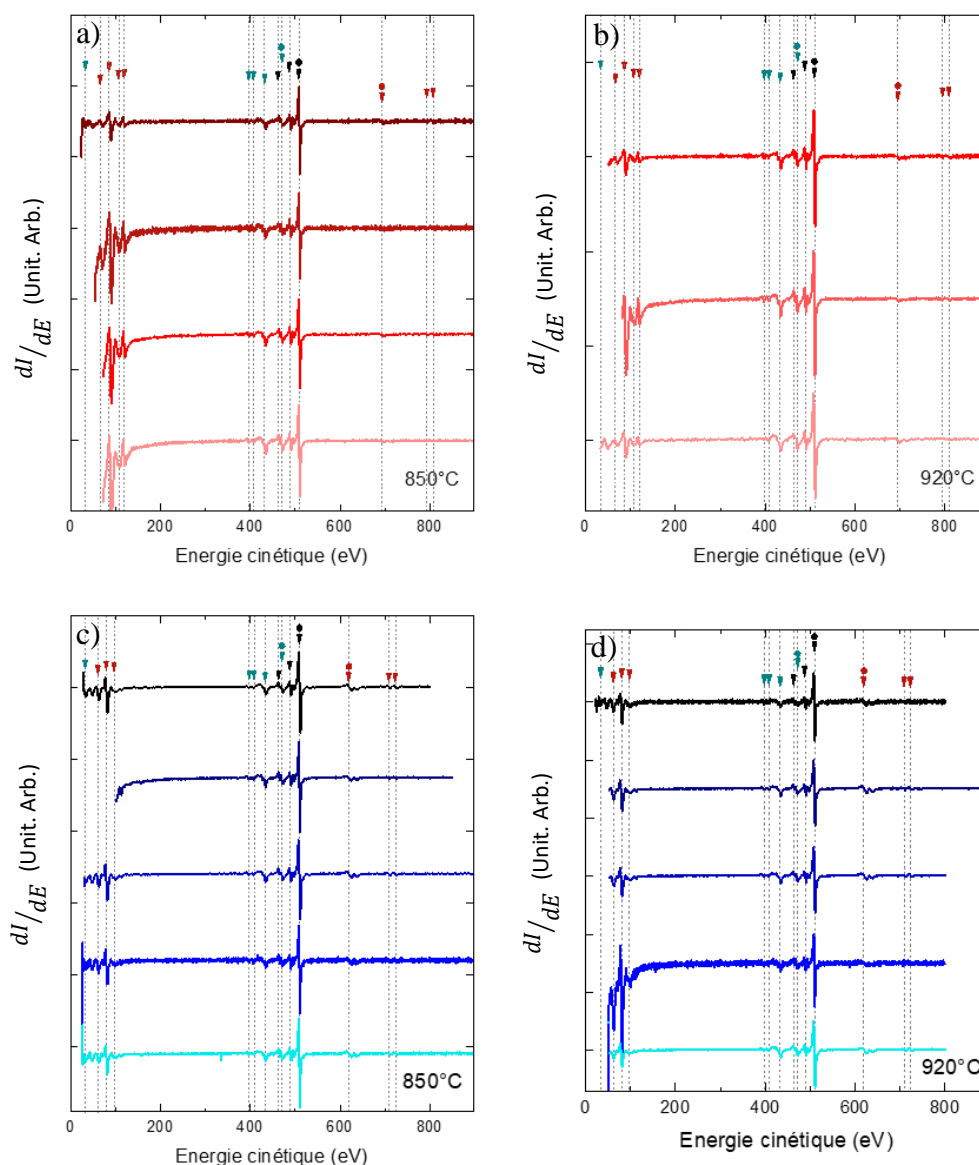 a)
dI/dE (Unit. Arb.)
850°C
0 200 400 600 800
Energie cinétique (eV)
b)
dI/dE (Unit. Arb.)
920°C
0 200 400 600 800
Energie cinétique (eV)
c)
dI/dE (Unit. Arb.)
850°C
0 200 400 600 800
Energie cinétique (eV)
d)
dI/dE (Unit. Arb.)
920°C
0 200 400 600 800
Energie cinétique (eV)